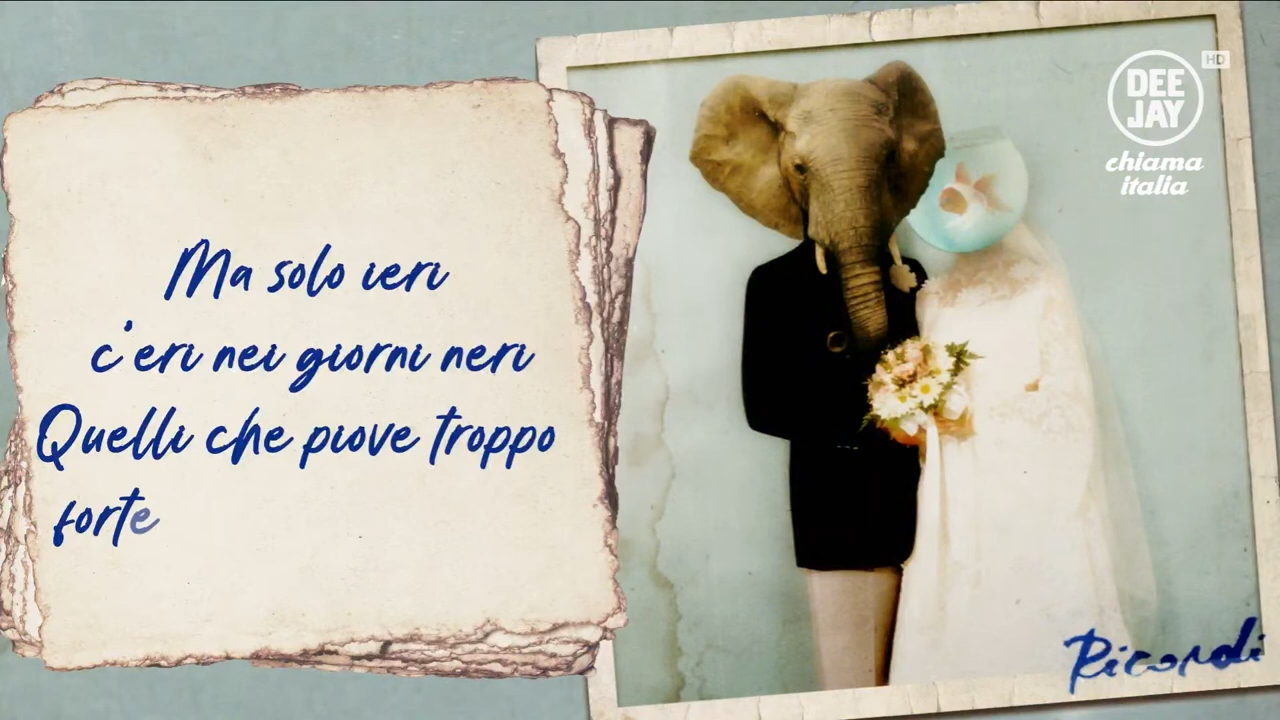 Ma solo ieri
c'eri nei giorni neri
Quelli che piove troppo
forte
DEE
JAY
HD
chiama
italia
Ricordi